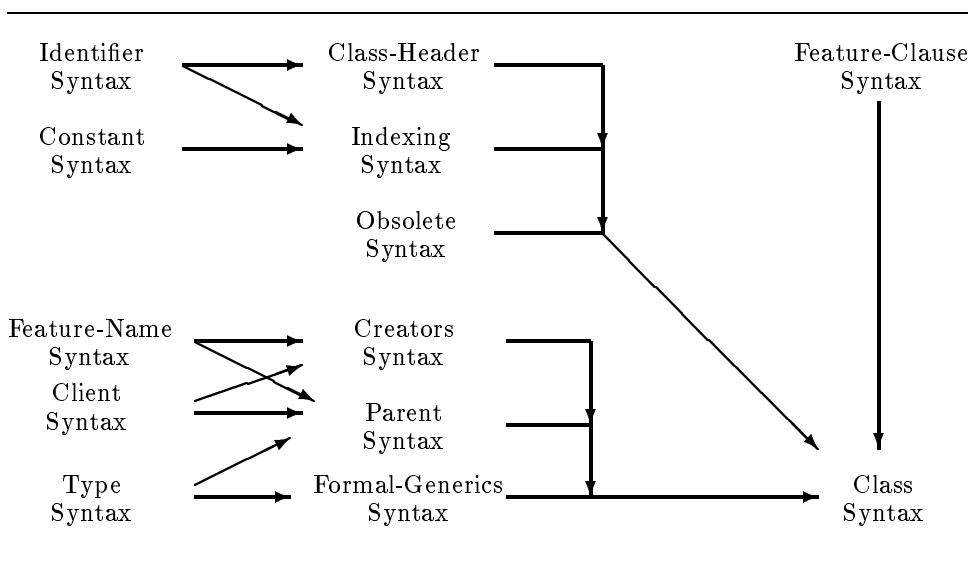 Identifier
Syntax
Class-Header
Syntax
Feature-Clause
Syntax
Constant
Syntax
Indexing
Syntax
Obsolete
Syntax
Feature-Name
Syntax
Creators
Syntax
Client
Syntax
Parent
Syntax
Type
Syntax
Formal-Generics
Syntax
Class
Syntax